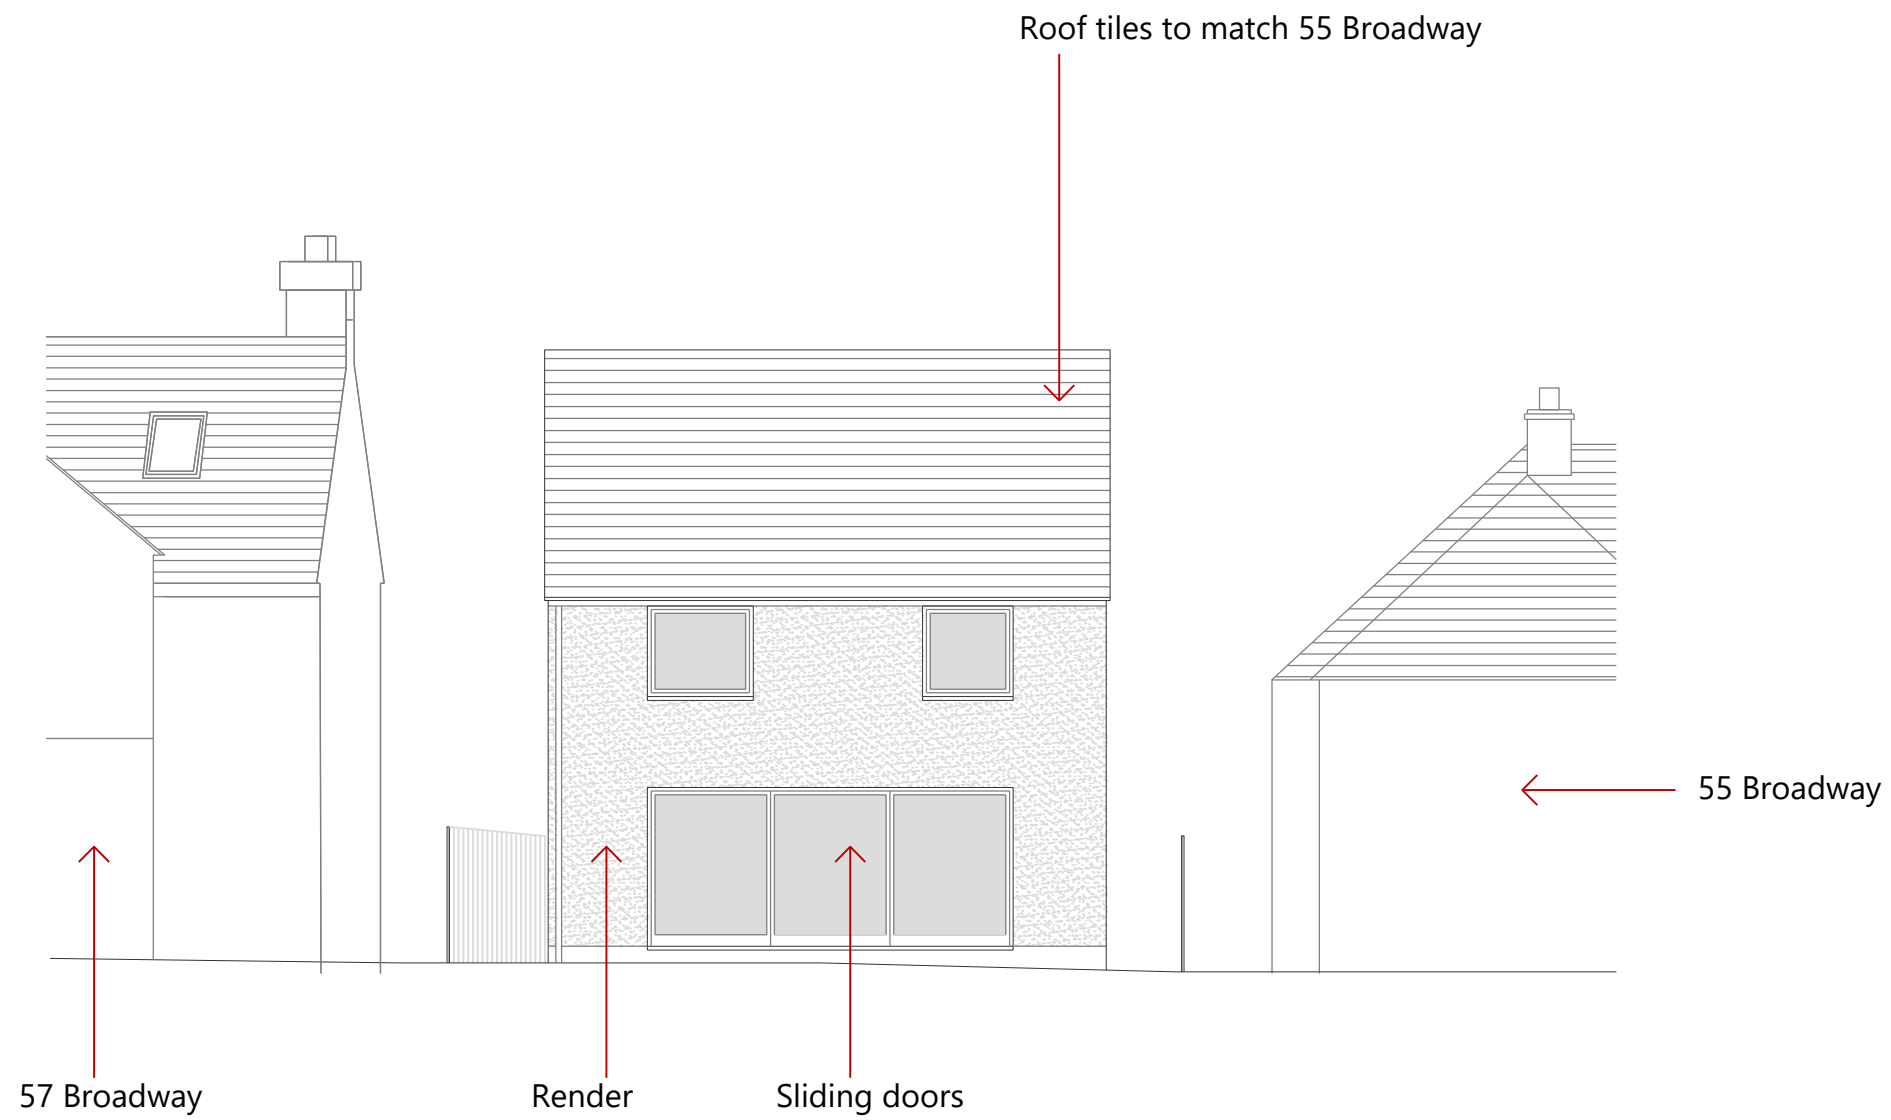 Roof tiles to match 55 Broadway
55 Broadway
57 Broadway
Render
Sliding doors